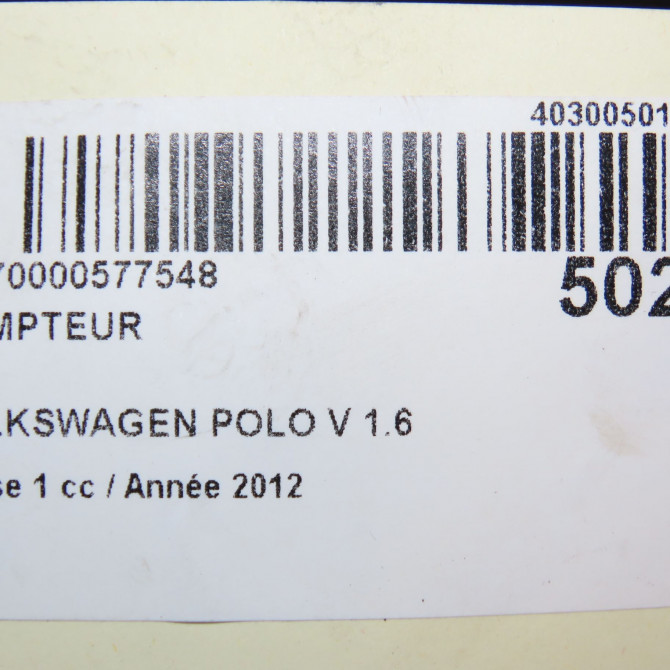 40300501
70000577548
502
MPTEUR
LKSWAGEN POLO V 1.6
se 1 cc / Année 2012